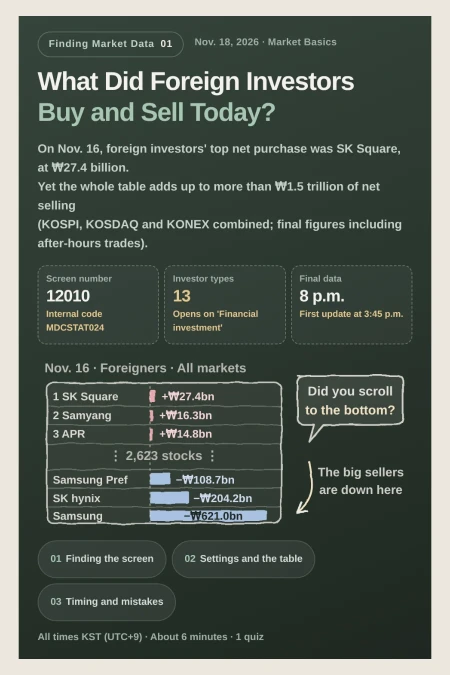 Finding Market Data 01
Nov. 18, 2026 · Market Basics
What Did Foreign Investors
Buy and Sell Today?
On Nov. 16, foreign investors' top net purchase was SK Square,
at ₩27.4 billion.
Yet the whole table adds up to more than ₩1.5 trillion of net
selling
(KOSPI, KOSDAQ and KONEX combined; final figures including
after-hours trades).
Screen number
12010
Internal code
MDCSTAT024
Investor types
13
Opens on 'Financial
investment'
Final data
8 p.m.
First update at 3:45 p.m.
Nov. 16 · Foreigners · All markets
1 SK Square +₩27.4bn
2 Samyang +₩16.3bn
3 APR +₩14.8bn
⋮ 2,623 stocks ⋮
Samsung Pref −₩108.7bn
SK hynix −₩204.2bn
Samsung −₩621.0bn
Did you scroll
to the bottom?
The big sellers
are down here
01 Finding the screen
02 Settings and the table
03 Timing and mistakes
All times KST (UTC+9) · About 6 minutes · 1 quiz